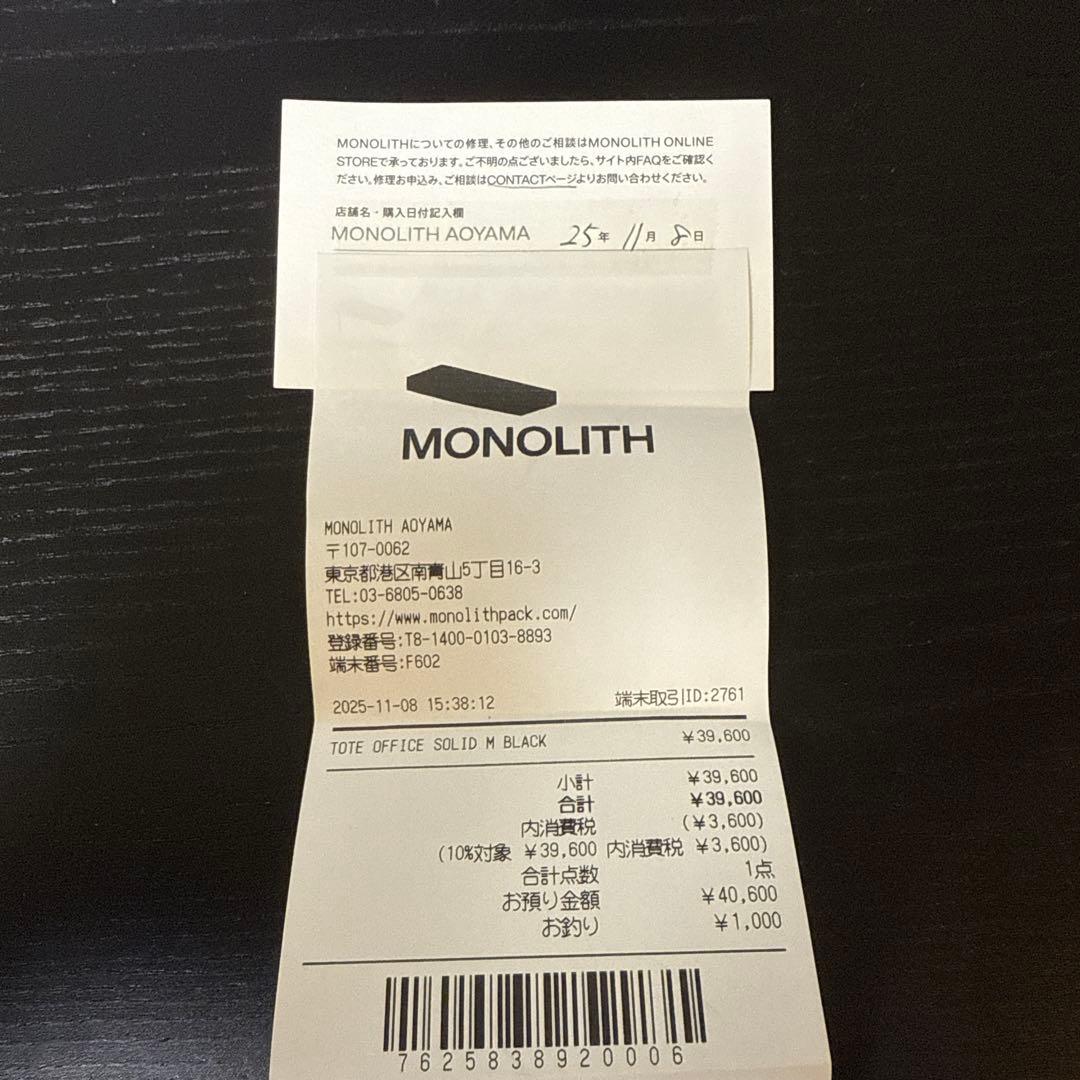 MONOLITHについての修理、その他のご相談はMONOLITH ONLINE
STOREで承っております。ご不明の点ございましたら、サイト内FAQをご確認く
ださい。修理お申込み、ご相談はCONTACTページよりお問い合わせください。
店舗名・購入日付記入欄
MONOLITH AOYAMA 25年 11月 8日
MONOLITH
MONOLITH AOYAMA
〒107-0062
東京都港区南青山5丁目16-3
TEL:03-6805-0638
https://www.monolithpack.com/
登録番号:T8-1400-0103-8893
端末番号:F602
2025-11-08 15:38:12 端末取引ID:2761
TOTE OFFICE SOLID M BLACK ¥39,600
小計 ¥39,600
合計 ¥39,600
内消費税 (¥3,600)
(10%対象 ¥39,600 内消費税 ¥3,600)
合計点数 1点
お預り金額 ¥40,600
お釣り ¥1,000
7625838920006